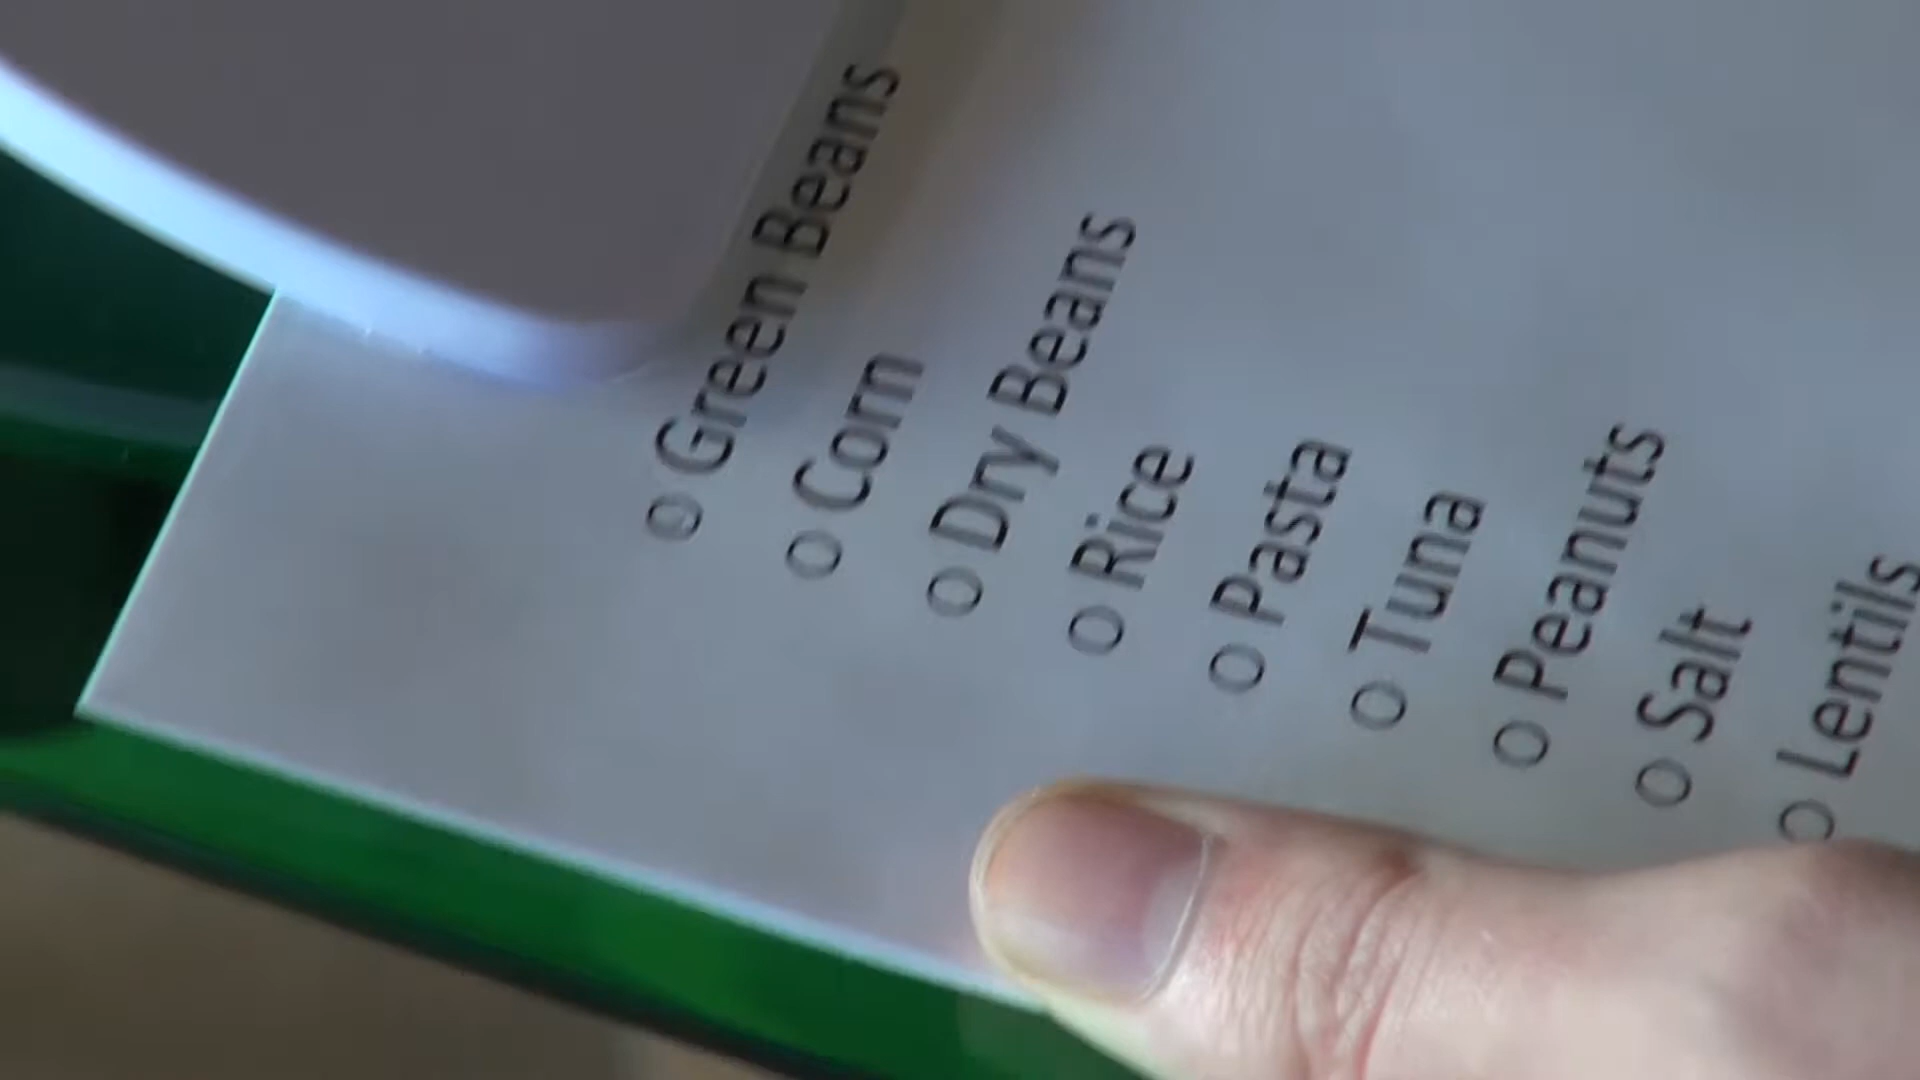 o Green Beans
o Corn
o Dry Beans
o Rice
o Pasta
o Tuna
o Peanuts
o Salt
o Lentils